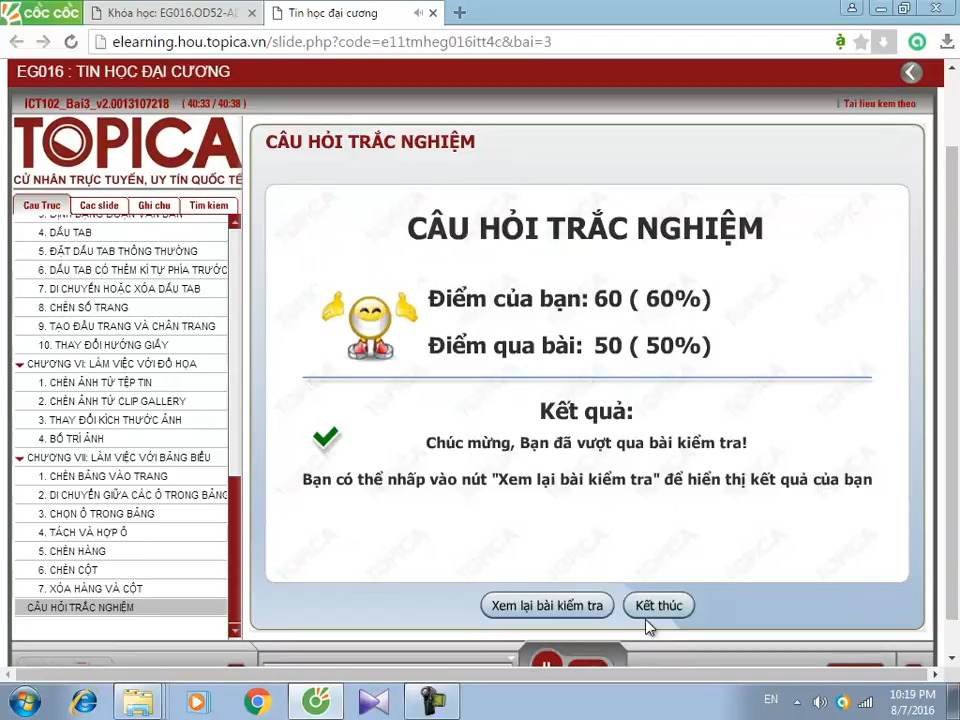 cốc cốc
Khóa học: EG016.OD52-AD
Tin học đại cương
elearning.hou.topica.vn/slide.php?code=e11tmheg016itt4c&bai=3
EG016 : TIN HỌC ĐẠI CƯƠNG
ICT102_Bai3_v2.0013107218 ( 40:33 / 40:38 )
Tai lieu kem theo
TOPICA
CỬ NHÂN TRỰC TUYẾN, UY TÍN QUỐC TẾ
Cau Truc
Cac slide
Ghi chu
Tim kiem
3. ĐỊNH DẠNG ĐOẠN VĂN BẢN
4. DẤU TAB
5. ĐẶT DẤU TAB THÔNG THƯỜNG
6. DẤU TAB CÓ THÊM KÍ TỰ PHÍA TRƯỚC
7. DI CHUYỂN HOẶC XÓA DẤU TAB
8. CHÈN SỐ TRANG
9. TẠO ĐẦU TRANG VÀ CHÂN TRANG
10. THAY ĐỔI HƯỚNG GIẤY
CHƯƠNG VI: LÀM VIỆC VỚI ĐỒ HỌA
1. CHÈN ẢNH TỪ TỆP TIN
2. CHÈN ẢNH TỪ CLIP GALLERY
3. THAY ĐỔI KÍCH THƯỚC ẢNH
4. BỐ TRÍ ẢNH
CHƯƠNG VII: LÀM VIỆC VỚI BẢNG BIỂU
1. CHÈN BẢNG VÀO TRANG
2. DI CHUYỂN GIỮA CÁC Ô TRONG BẢNG
3. CHỌN Ô TRONG BẢNG
4. TÁCH VÀ HỢP Ô
5. CHÈN HÀNG
6. CHÈN CỘT
7. XÓA HÀNG VÀ CỘT
CÂU HỎI TRẮC NGHIỆM
CÂU HỎI TRẮC NGHIỆM
CÂU HỎI TRẮC NGHIỆM
Điểm của bạn: 60 ( 60%)
Điểm qua bài: 50 ( 50%)
Kết quả:
Chúc mừng, Bạn đã vượt qua bài kiểm tra!
Bạn có thể nhấp vào nút "Xem lại bài kiểm tra" để hiển thị kết quả của bạn
Xem lại bài kiểm tra
Kết thúc
EN
10:19 PM
8/7/2016